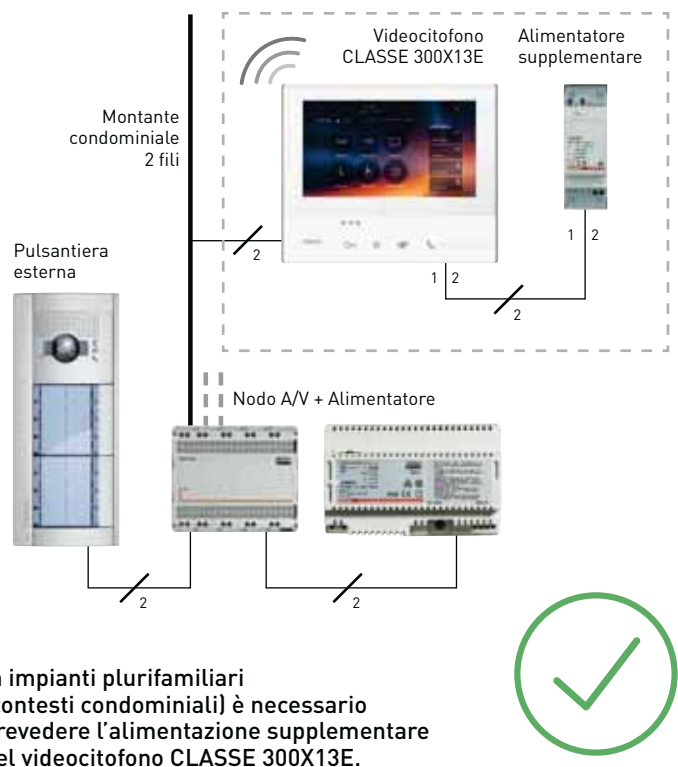 Videocitofono
CLASSE 300X13E
Alimentatore
supplementare
Montante
condominiale
2 fili
2
1 2
1 2
2
Pulsantiera
esterna
Nodo A/V + Alimentatore
2
2
impianti plurifamiliari
contesti condominiali) è necessario
revedere l'alimentazione supplementare
el videocitofono CLASSE 300X13E.